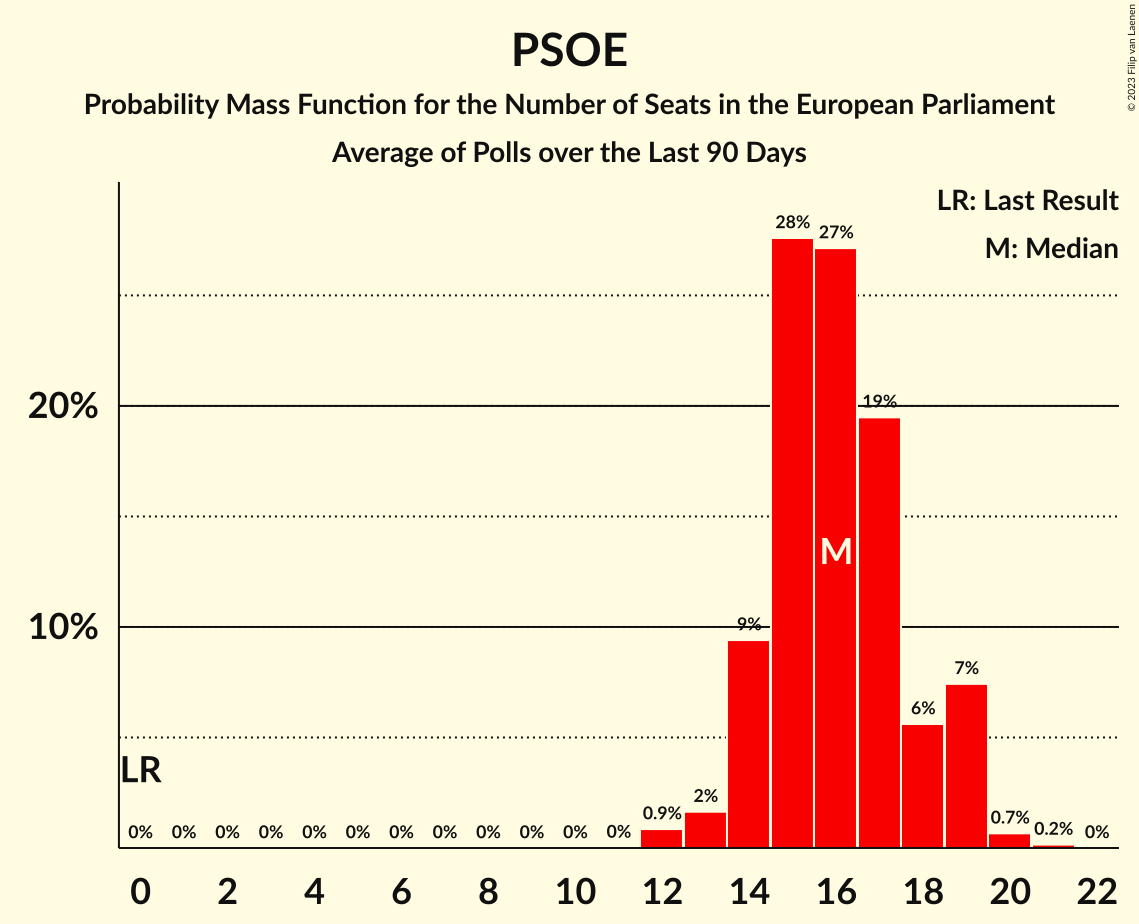 PSOE
Probability Mass Function for the Number of Seats in the European Parliament
Average of Polls over the Last 90 Days
© 2023 Filip van Laenen
LR: Last Result
M: Median
28%
27%
20%
19%
M
10%
9%
7%
6%
LR
0% 0% 0% 0% 0% 0% 0% 0% 0% 0% 0% 0% 0.9% 2% 0.7% 0.2% 0%
0 2 4 6 8 10 12 14 16 18 20 22